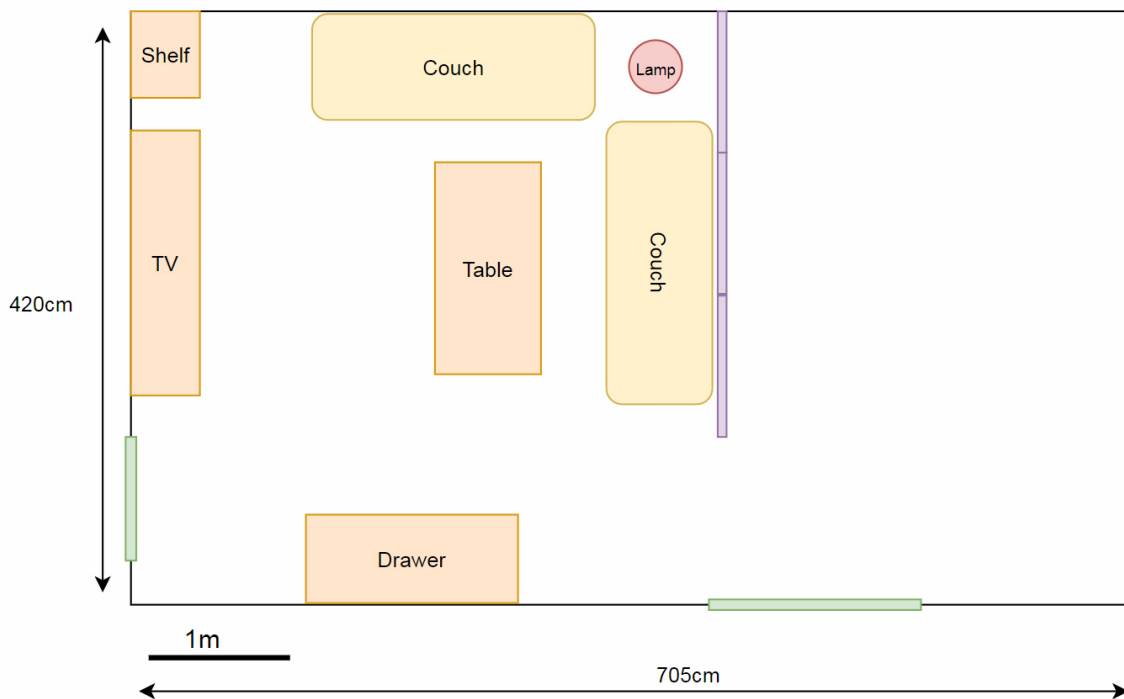 Shelf
Couch
Lamp
TV
Table
Couch
420cm
Drawer
1m
705cm